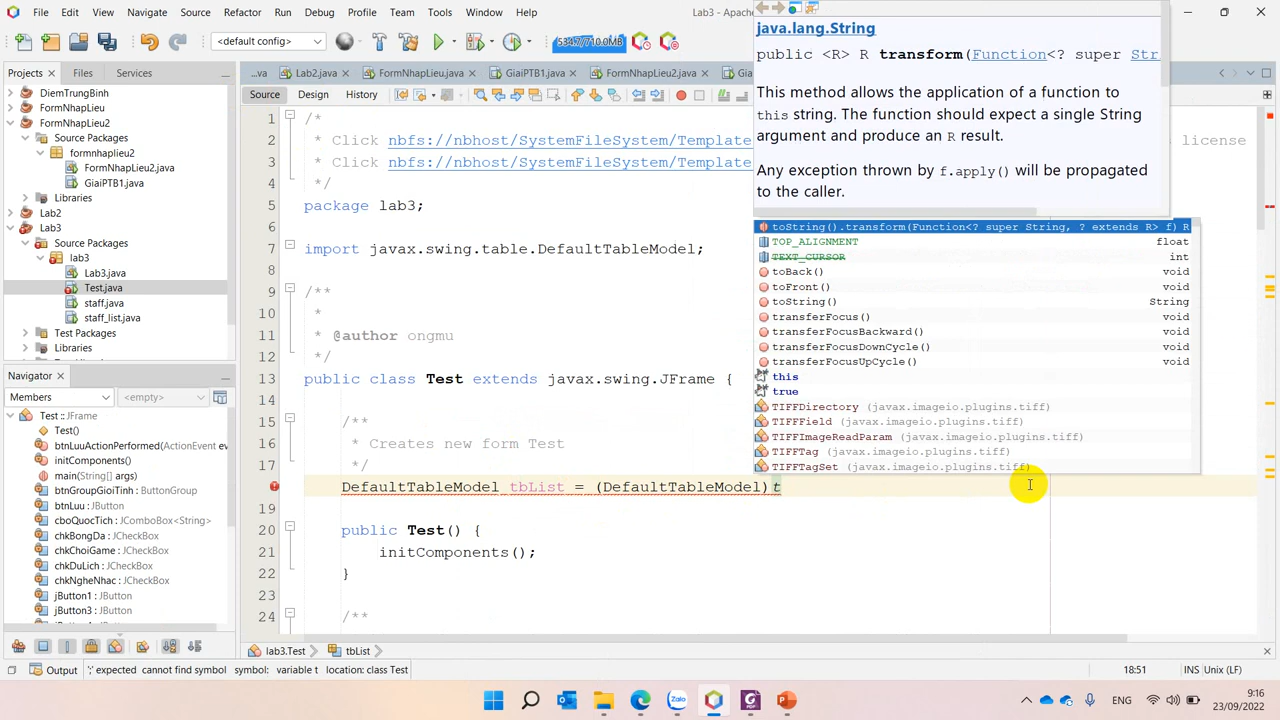 File Edit View Navigate Source Refactor Run Debug Profile Team Tools Window Lab3 - Apache
<default config>
534.7/710.0MB
java.lang.String
public <R> R transform(Function<? super Str
This method allows the application of a function to
this string. The function should expect a single String
argument and produce an R result.
Any exception thrown by f.apply() will be propagated
to the caller.
Projects Files Services
DiemTrungBinh
FormNhapLieu
FormNhapLieu2
Source Packages
formnhaplieu2
FormNhapLieu2.java
GiaiPTB1.java
Libraries
Lab2
Lab3
Source Packages
lab3
Lab3.java
Test.java
staff.java
staff_list.java
Test Packages
Libraries
Navigator
Members <empty>
Test :: JFrame
Test()
btnLuuActionPerformed(ActionEvent ev
initComponents()
main(String[] args)
btnGroupGioiTinh : ButtonGroup
btnLuu : JButton
cboQuocTich : JComboBox<String>
chkChoiGame : JCheckBox
chkDuLich : JCheckBox
chkNgheNhac : JCheckBox
jButton1 : JButton
jButton3 : JButton
...va Lab2.java FormNhapLieu.java GiaiPTB1.java FormNhapLieu2.java Giai
Source Design History
1 /*
2 * Click nbfs://nbhost/SystemFileSystem/Template license
3 * Click nbfs://nbhost/SystemFileSystem/Template
4 */
5 package lab3;
6
7 import javax.swing.table.DefaultTableModel;
8
9 /**
10 *
11 * @author ongmu
12 */
13 public class Test extends javax.swing.JFrame {
14
15 /**
16 * Creates new form Test
17 */
DefaultTableModel tbList = (DefaultTableModel)t
19
20 public Test() {
21 initComponents();
22 }
23
24 /**
toString().transform(Function<? super String, ? extends R> f) R
TOP_ALIGNMENT float
TEXT_CURSOR int
toBack() void
toFront() void
toString() String
transferFocus() void
transferFocusBackward() void
transferFocusDownCycle() void
transferFocusUpCycle() void
this
true
TIFFDirectory (javax.imageio.plugins.tiff)
TIFFField (javax.imageio.plugins.tiff)
TIFFImageReadParam (javax.imageio.plugins.tiff)
TIFFTag (javax.imageio.plugins.tiff)
TIFFTagSet (javax.imageio.plugins.tiff)
lab3.Test tbList
Output ';' expected cannot find symbol symbol: variable t location: class Test 18:51 INS Unix (LF)
Zalo
PDF
ENG
9:16
23/09/2022